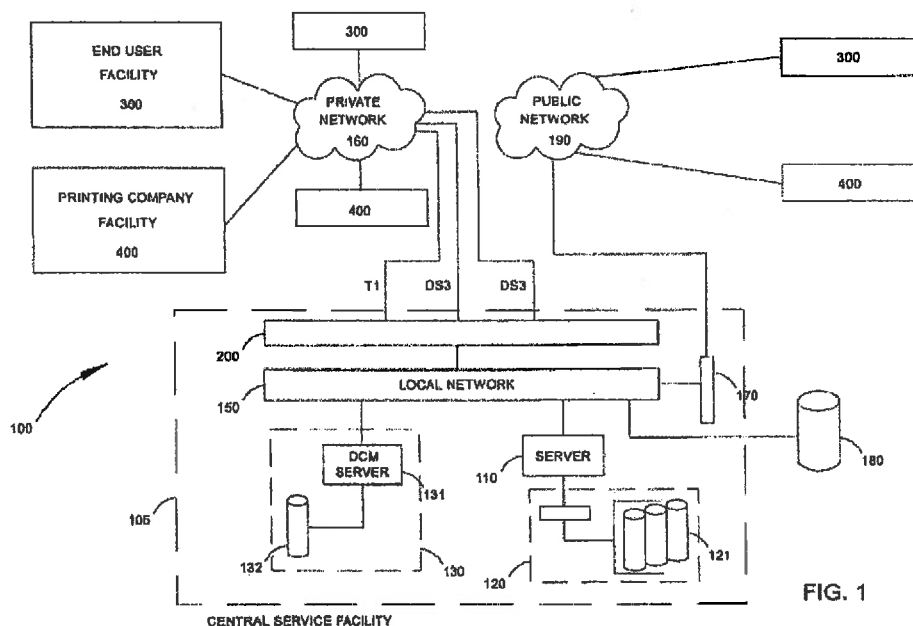 END USER
FACILITY
300
300
PRIVATE
NETWORK
160
PUBLIC
NETWORK
190
300
PRINTING COMPANY
FACILITY
400
400
400
T1
DS3
DS3
200
LOCAL NETWORK
150
170
100
DCM
SERVER
131
SERVER
110
180
105
132
130
120
121
FIG. 1
CENTRAL SERVICE FACILITY